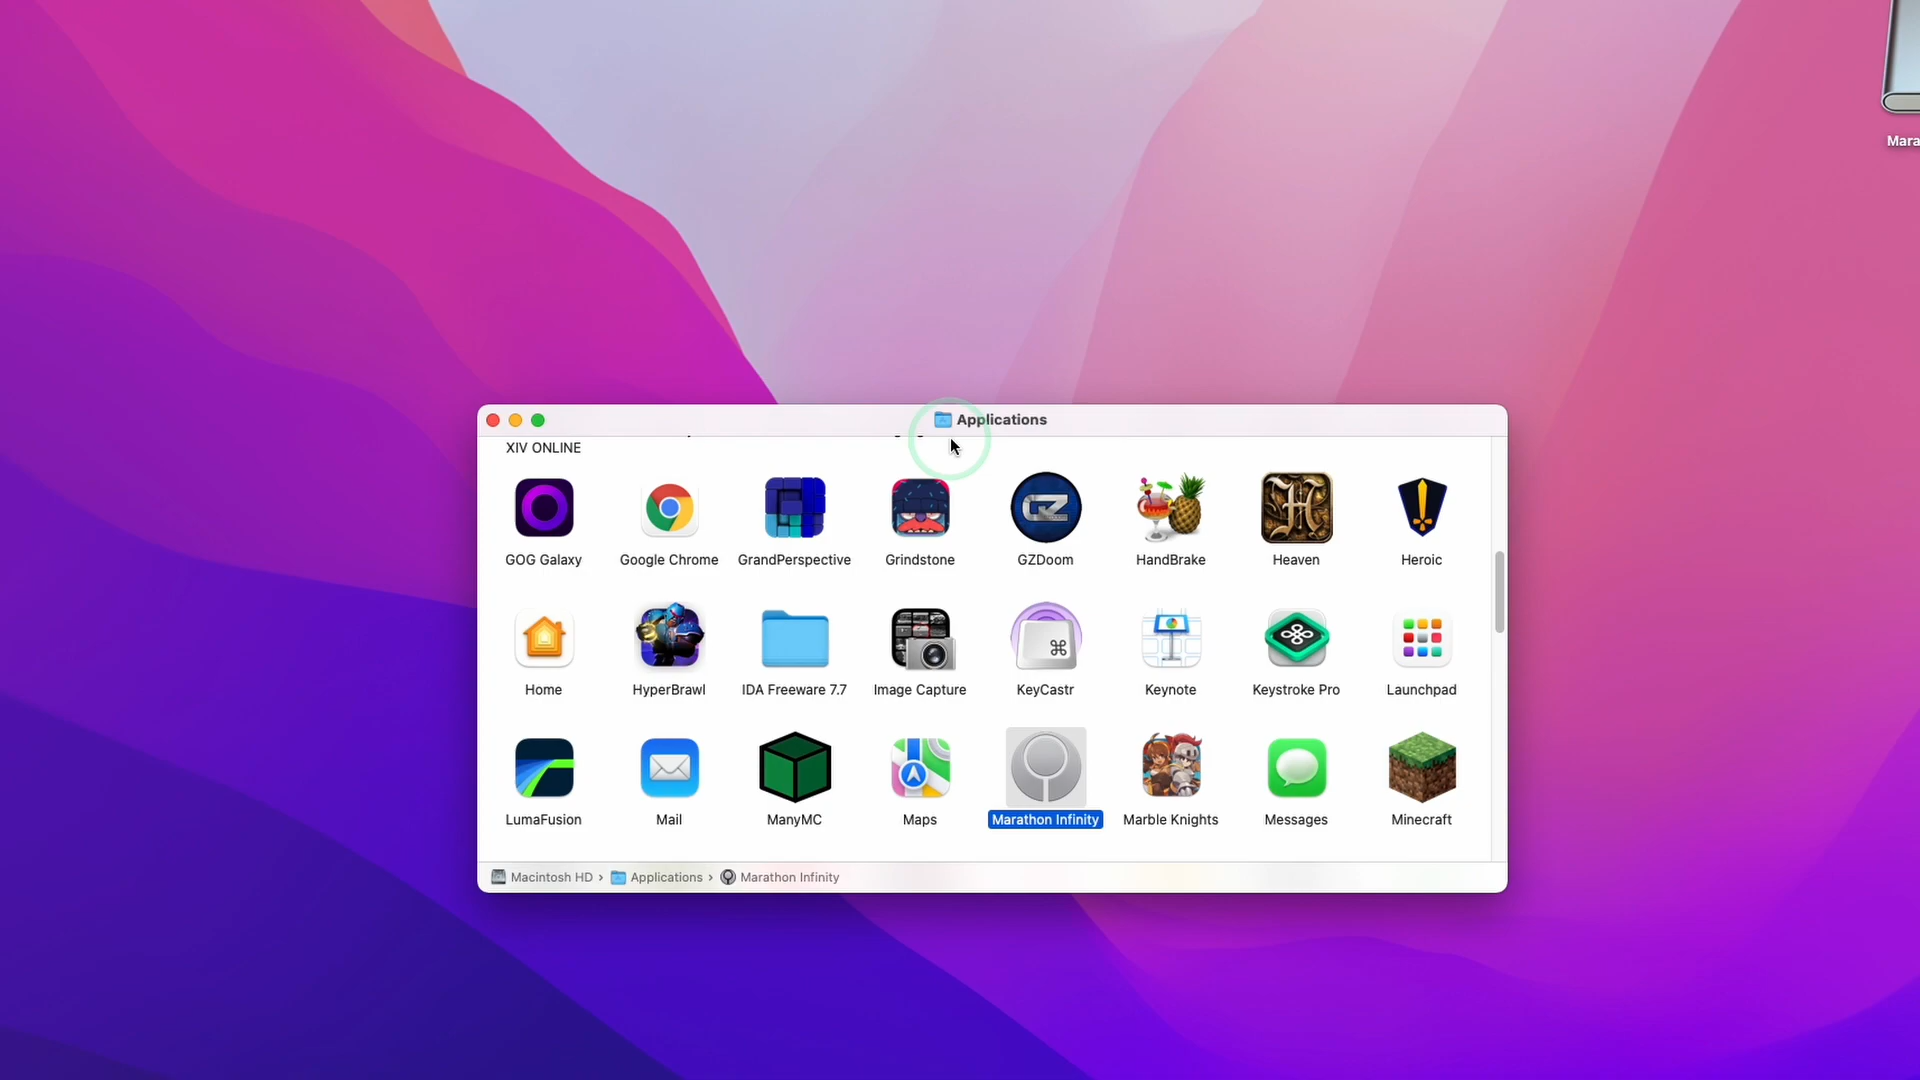 Mara
Applications
XIV ONLINE
GOG Galaxy
Google Chrome
GrandPerspective
Grindstone
GZDoom
HandBrake
Heaven
Heroic
Home
HyperBrawl
IDA Freeware 7.7
Image Capture
KeyCastr
Keynote
Keystroke Pro
Launchpad
LumaFusion
Mail
ManyMC
Maps
Marathon Infinity
Marble Knights
Messages
Minecraft
Macintosh HD › Applications › Marathon Infinity